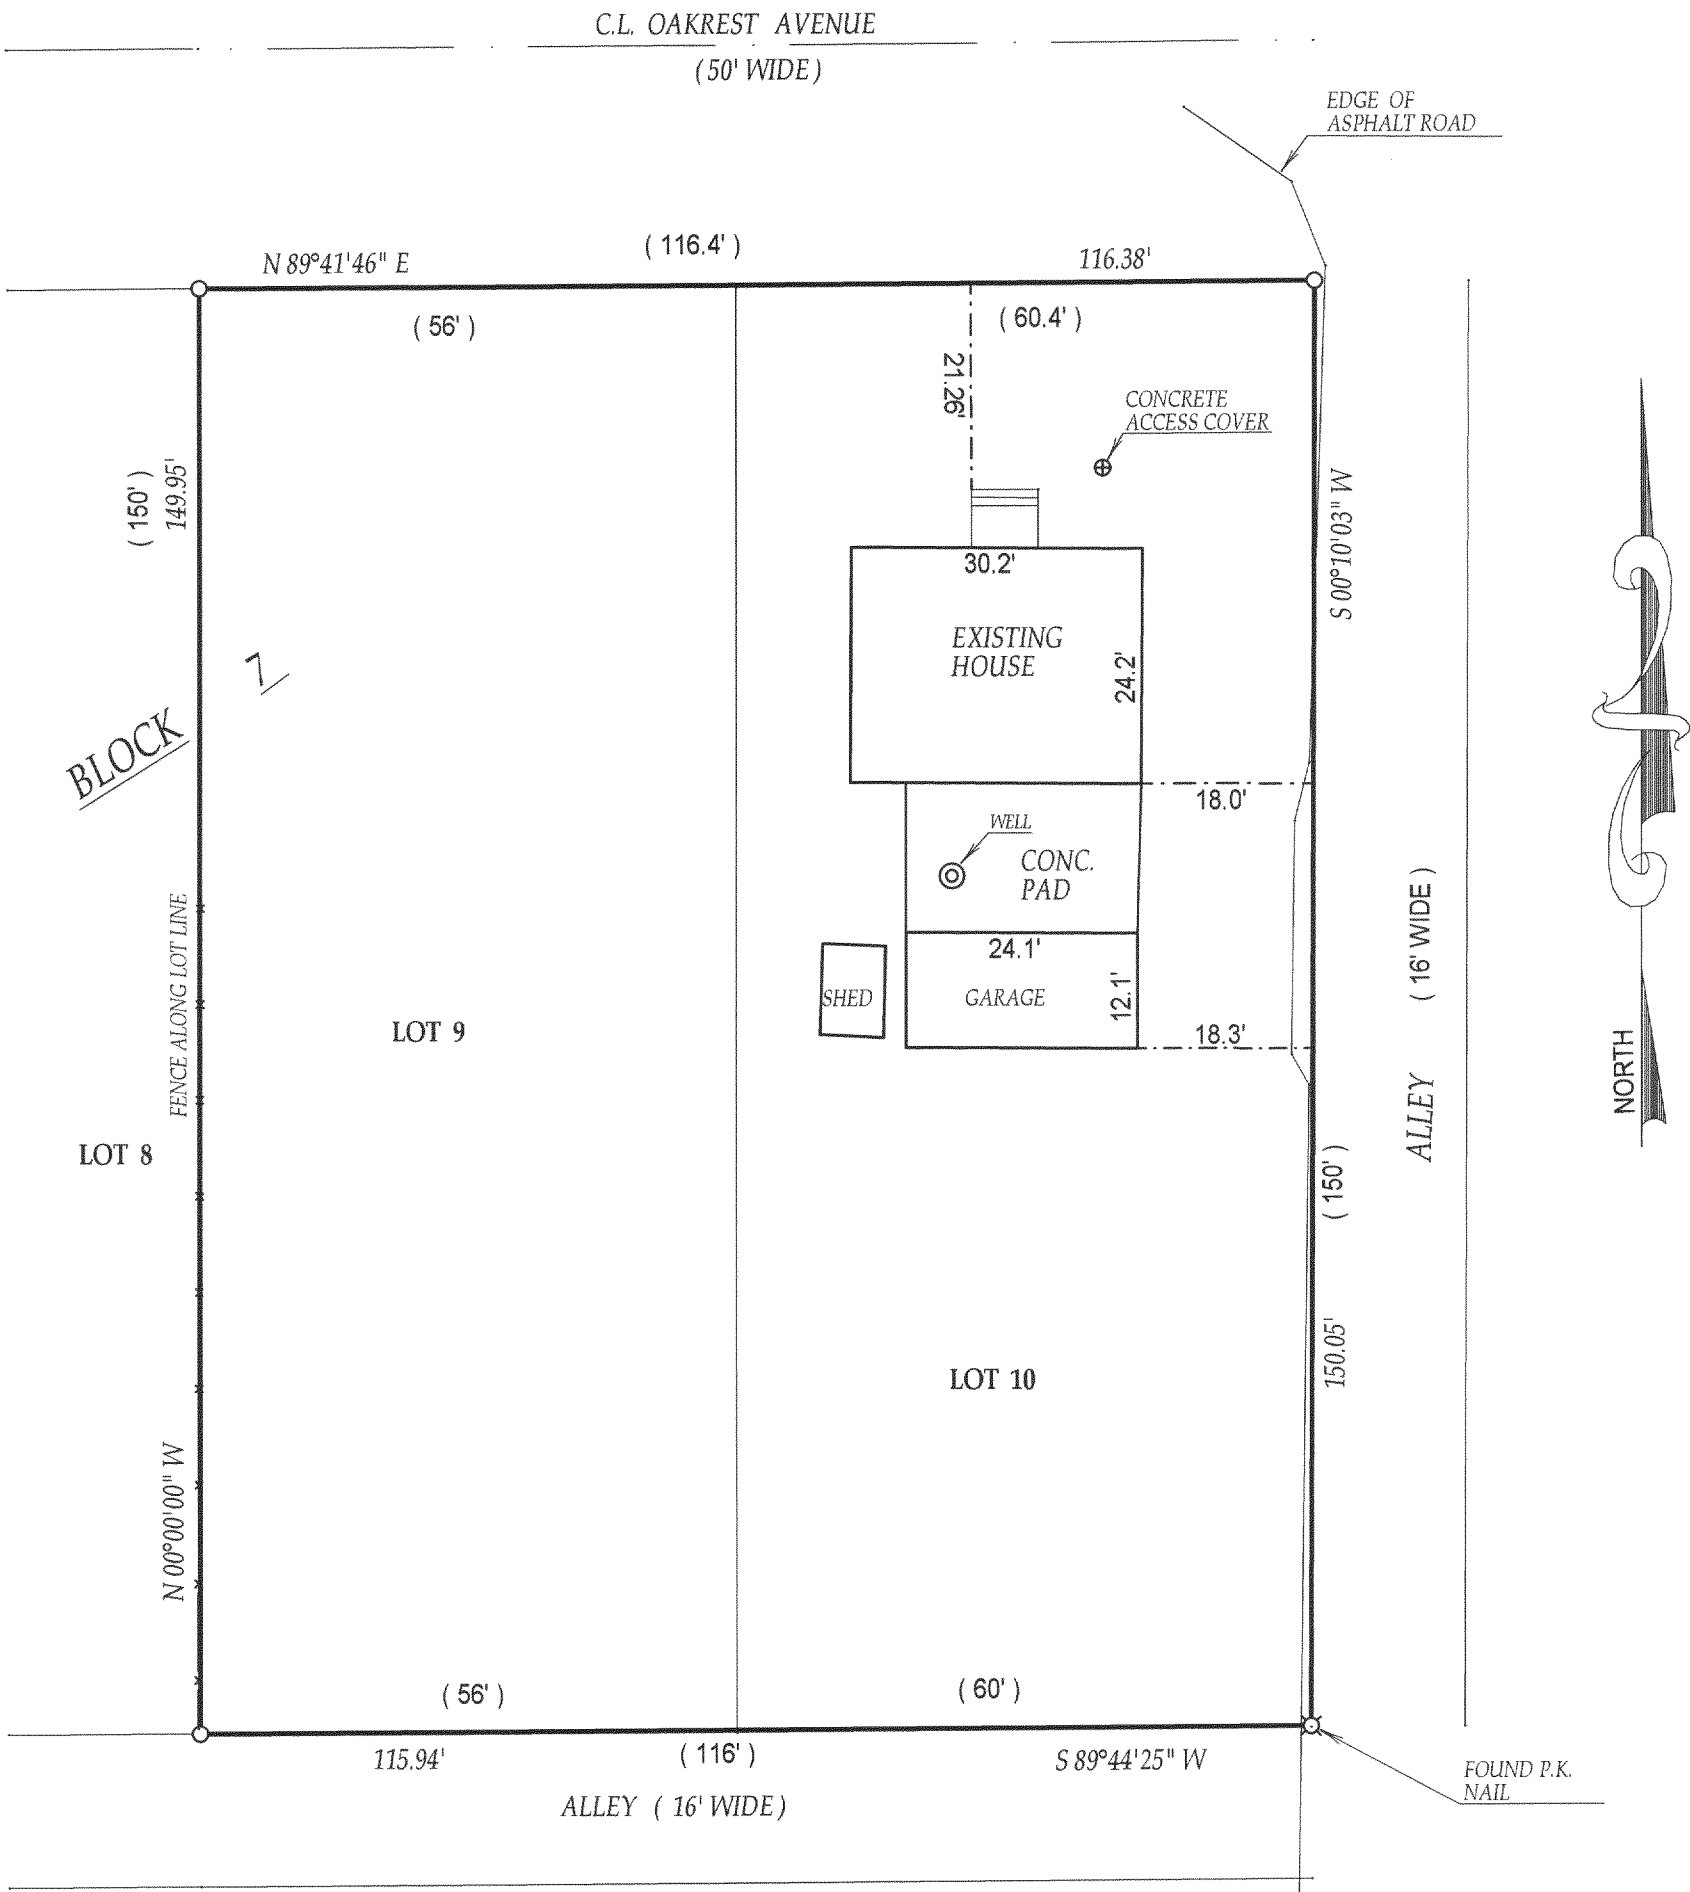 C.L. OAKREST AVENUE
( 50' WIDE )
EDGE OF
ASPHALT ROAD
N 89°41'46" E
( 116.4' )
116.38'
( 56' )
( 60.4' )
21.26'
CONCRETE
ACCESS COVER
( 150' )
149.95'
S 00°10'03" W
30.2'
EXISTING
HOUSE
24.2'
BLOCK 7
18.0'
WELL
CONC.
PAD
FENCE ALONG LOT LINE
24.1'
SHED
GARAGE
12.1'
18.3'
ALLEY ( 16' WIDE )
NORTH
LOT 9
LOT 8
( 150' )
150.05'
LOT 10
N 00°00'00" W
( 56' )
( 60' )
115.94'
( 116' )
S 89°44'25" W
FOUND P.K.
NAIL
ALLEY ( 16' WIDE )